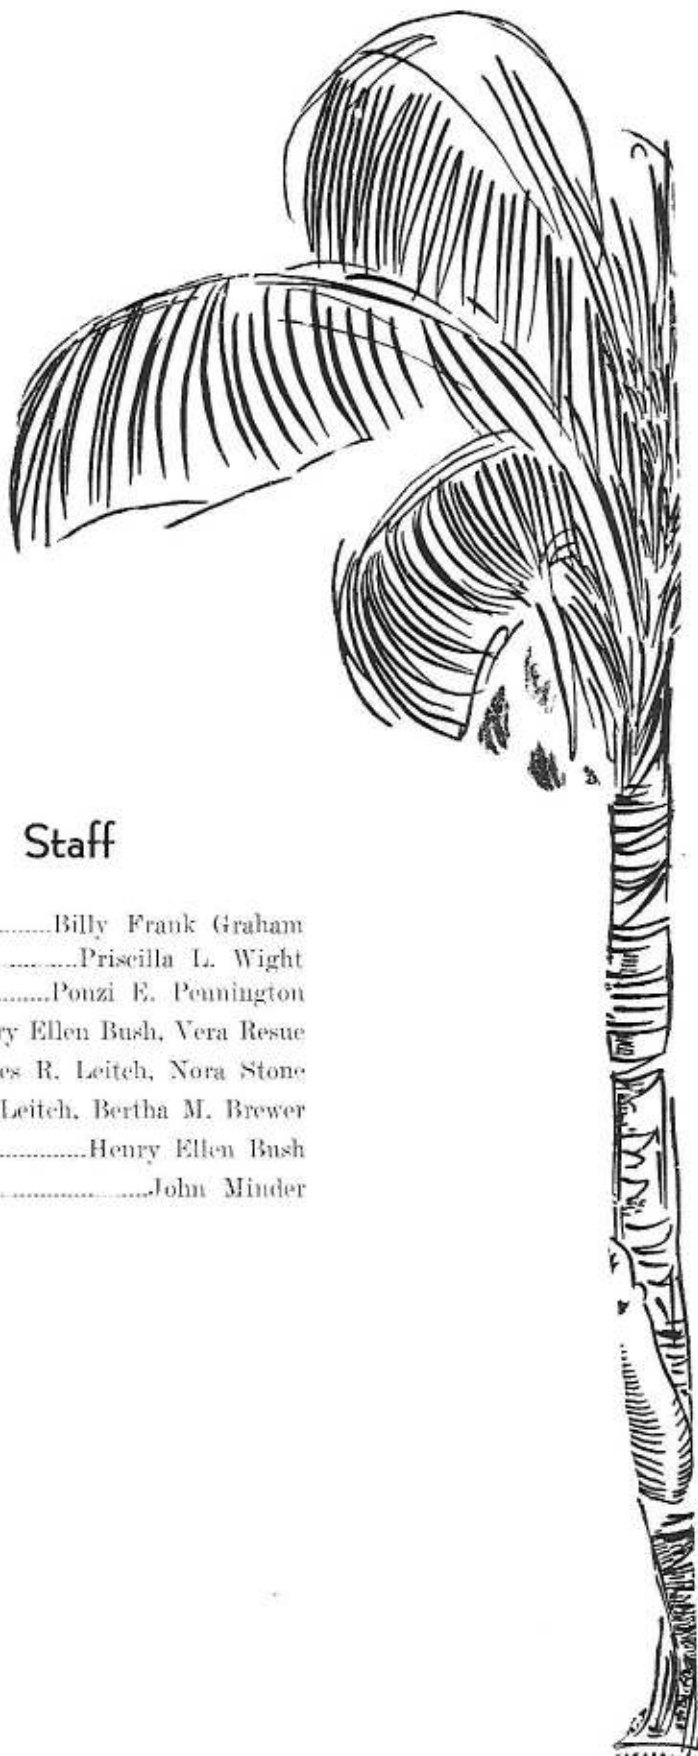 Staff
........Billy Frank Graham
........Priscilla L. Wight
........Ponzi E. Pennington
ry Ellen Bush, Vera Resue
es R. Leitch, Nora Stone
Leitch, Bertha M. Brewer
..............Henry Ellen Bush
........................John Minder